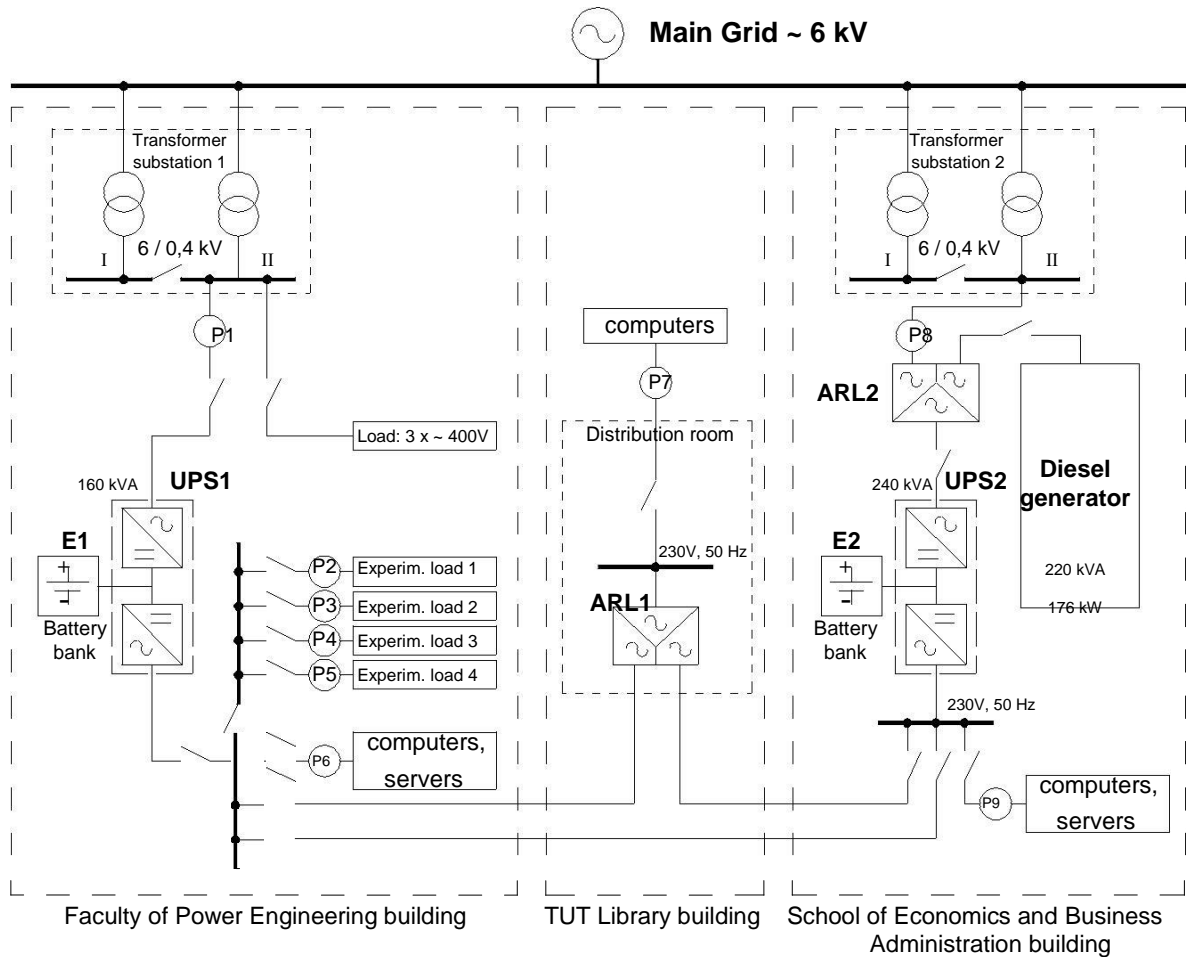 Main Grid ~ 6 kV
Transformer
substation 1
6 / 0,4 kV
I
II
P1
Load: 3 x ~ 400V
160 kVA
UPS1
E1
+
-
Battery
bank
P2
Experim. load 1
P3
Experim. load 2
P4
Experim. load 3
P5
Experim. load 4
P6
computers,
servers
Faculty of Power Engineering building
computers
P7
Distribution room
230V, 50 Hz
ARL1
TUT Library building
Transformer
substation 2
6 / 0,4 kV
I
II
P8
ARL2
240 kVA
UPS2
Diesel
generator
220 kVA
176 kW
E2
+
-
Battery
bank
230V, 50 Hz
P9
computers,
servers
School of Economics and Business
Administration building